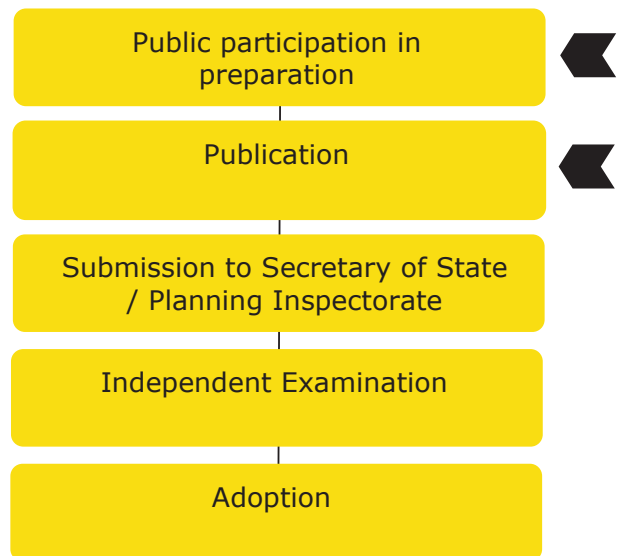 Public participation in
preparation
Publication
Submission to Secretary of State
/ Planning Inspectorate
Independent Examination
Adoption